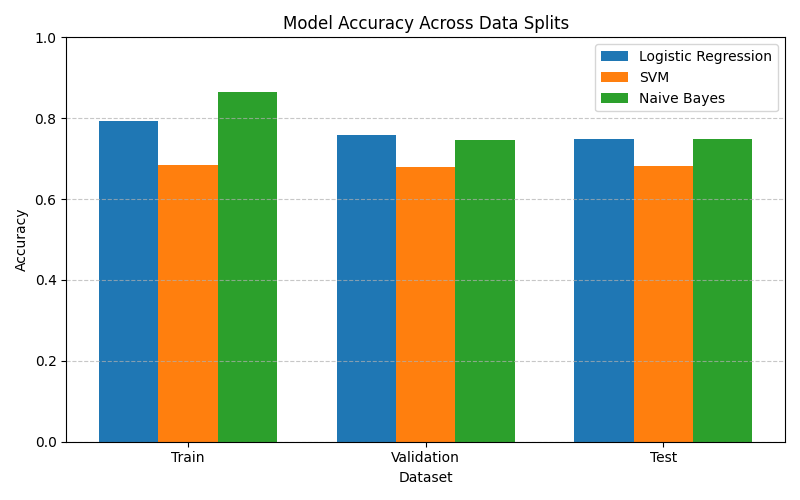 Model Accuracy Across Data Splits
1.0
0.8
0.6
0.4
0.2
0.0
Accuracy
Logistic Regression
SVM
Naive Bayes
Train
Validation
Test
Dataset